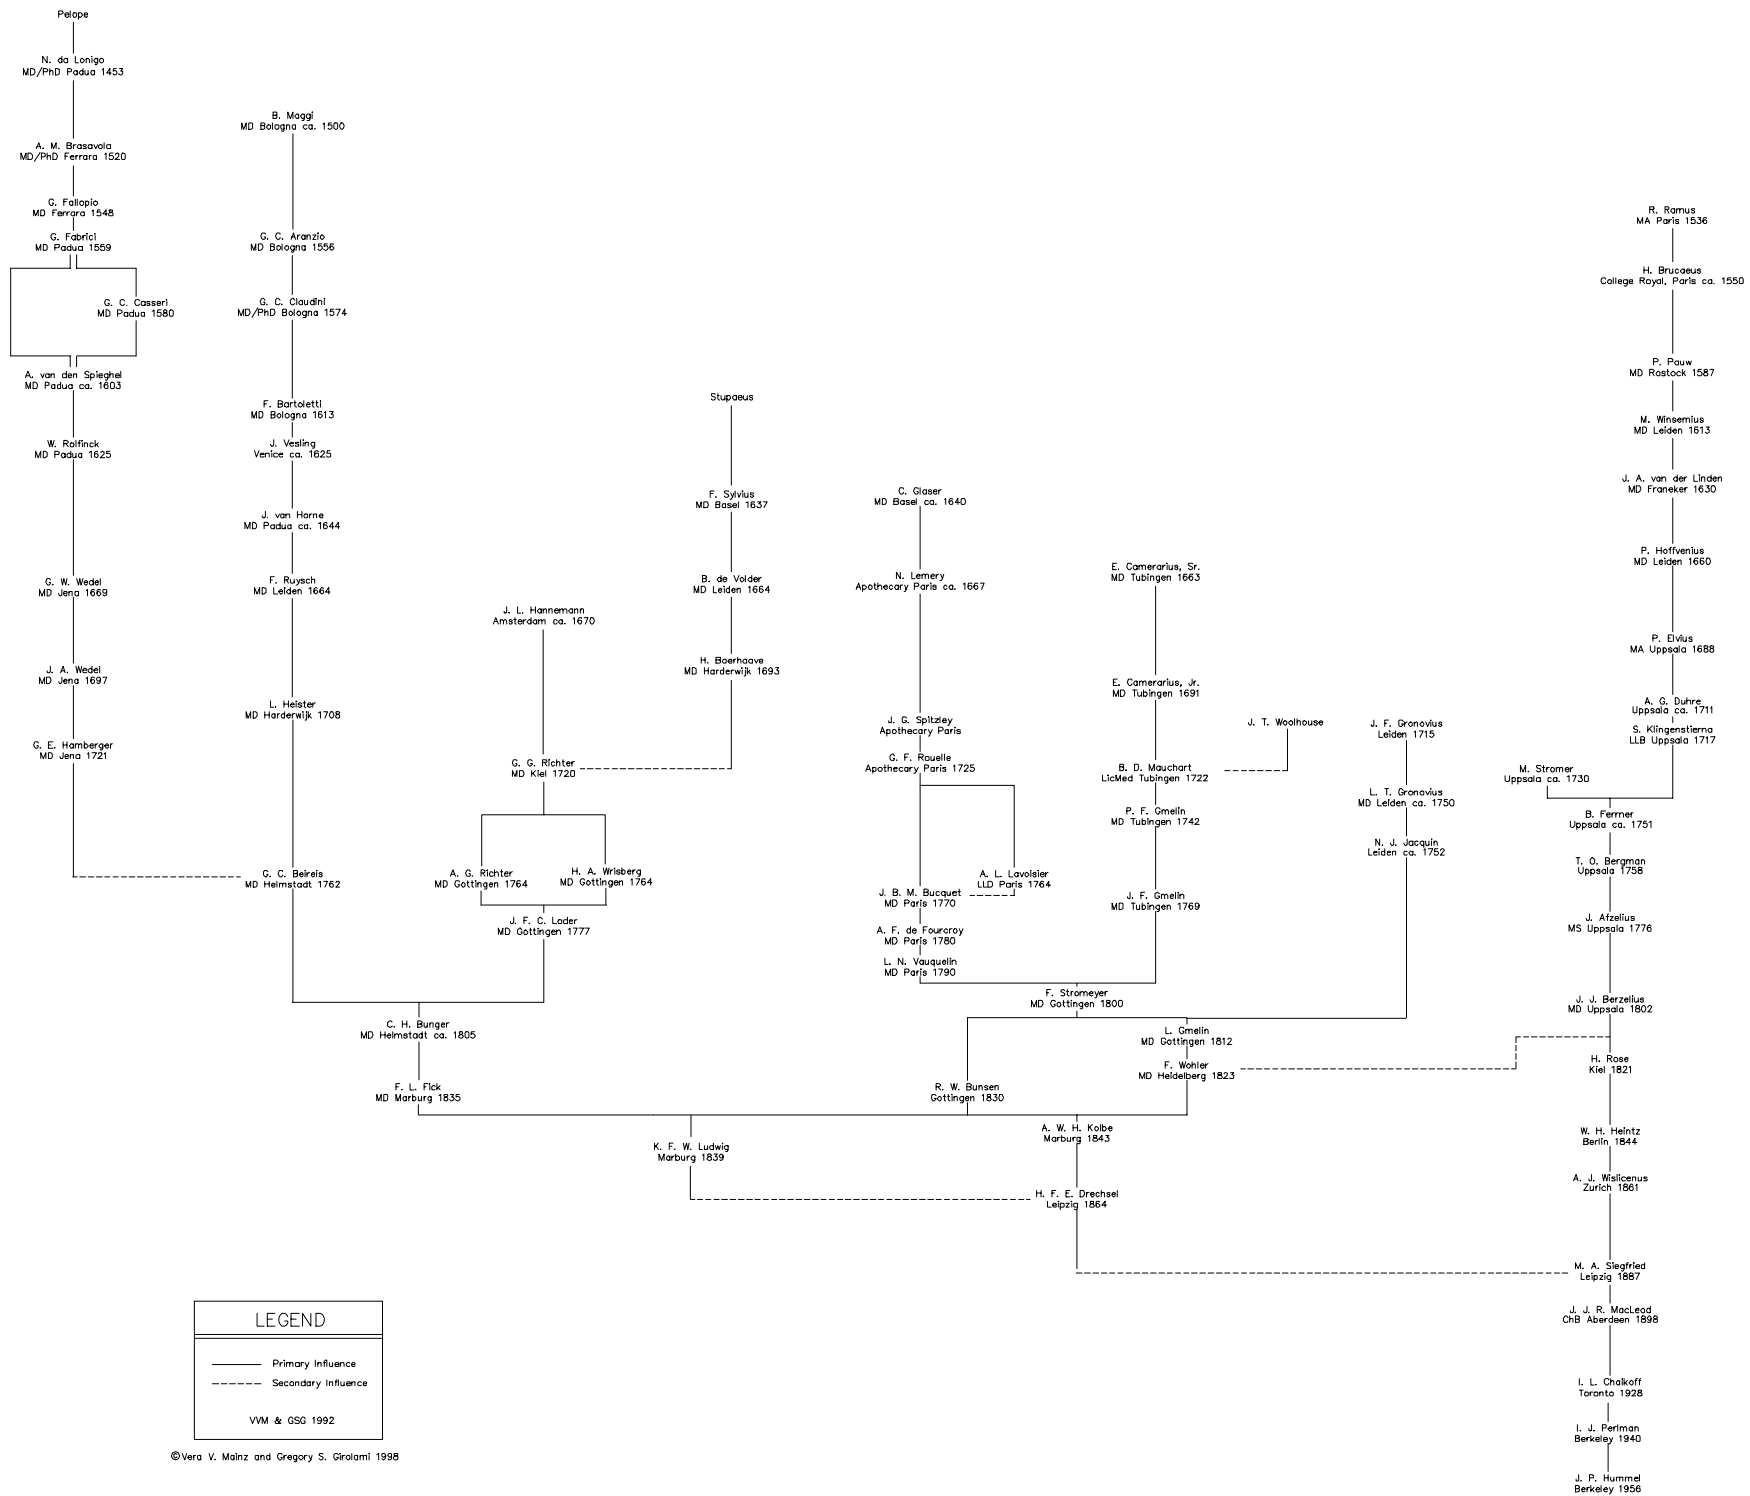 Pelope
N. da Lonigo
MD/PhD Padua 1453
A. M. Brasavola
MD/PhD Ferrara 1520
G. Fallopio
MD Ferrara 1548
G. Fabrici
MD Padua 1559
G. C. Casseri
MD Padua 1580
A. van den Spieghel
MD Padua ca. 1603
W. Rolfinck
MD Padua 1625
G. W. Wedel
MD Jena 1669
J. A. Wedel
MD Jena 1697
G. E. Hamberger
MD Jena 1721
B. Maggi
MD Bologna ca. 1500
G. C. Aranzio
MD Bologna 1556
G. C. Claudini
MD/PhD Bologna 1574
F. Bartoletti
MD Bologna 1613
J. Vesling
Venice ca. 1625
J. van Horne
MD Padua ca. 1644
F. Ruysch
MD Leiden 1664
L. Heister
MD Harderwijk 1708
G. C. Beireis
MD Helmstadt 1762
J. L. Hannemann
Amsterdam ca. 1670
G. G. Richter
MD Kiel 1720
A. G. Richter
MD Gottingen 1764
H. A. Wrisberg
MD Gottingen 1764
J. F. C. Loder
MD Gottingen 1777
Stupaeus
F. Sylvius
MD Basel 1637
B. de Volder
MD Leiden 1664
H. Boerhaave
MD Harderwijk 1693
C. H. Bunger
MD Helmstadt ca. 1805
F. L. Fick
MD Marburg 1835
K. F. W. Ludwig
Marburg 1839
C. Glaser
MD Basel ca. 1640
N. Lemery
Apothecary Paris ca. 1667
J. G. Spitzley
Apothecary Paris
G. F. Rouelle
Apothecary Paris 1725
A. L. Lavoisier
LLD Paris 1764
J. B. M. Bucquet
MD Paris 1770
A. F. de Fourcroy
MD Paris 1780
L. N. Vauquelin
MD Paris 1790
E. Camerarius, Sr.
MD Tubingen 1663
E. Camerarius, Jr.
MD Tubingen 1691
J. T. Woolhouse
B. D. Mauchart
LicMed Tubingen 1722
P. F. Gmelin
MD Tubingen 1742
J. F. Gmelin
MD Tubingen 1769
F. Stromeyer
MD Gottingen 1800
J. F. Gronovius
Leiden 1715
L. T. Gronovius
MD Leiden ca. 1750
N. J. Jacquin
Leiden ca. 1752
L. Gmelin
MD Gottingen 1812
F. Wohler
MD Heidelberg 1823
R. W. Bunsen
Gottingen 1830
A. W. H. Kolbe
Marburg 1843
H. F. E. Drechsel
Leipzig 1864
R. Ramus
MA Paris 1536
H. Brucaeus
College Royal, Paris ca. 1550
P. Pauw
MD Rostock 1587
M. Winsemius
MD Leiden 1613
J. A. van der Linden
MD Franeker 1630
P. Hoffvenius
MD Leiden 1660
P. Elvius
MA Uppsala 1688
A. G. Duhre
Uppsala ca. 1711
S. Klingenstierna
LLB Uppsala 1717
M. Stromer
Uppsala ca. 1730
B. Ferrner
Uppsala ca. 1751
T. O. Bergman
Uppsala 1758
J. Afzelius
MS Uppsala 1776
J. J. Berzelius
MD Uppsala 1802
H. Rose
Kiel 1821
W. H. Heintz
Berlin 1844
A. J. Wislicenus
Zurich 1861
M. A. Siegfried
Leipzig 1887
J. J. R. MacLeod
ChB Aberdeen 1898
I. L. Chaikoff
Toronto 1928
I. J. Perlman
Berkeley 1940
J. P. Hummel
Berkeley 1956
LEGEND
Primary Influence
Secondary Influence
VVM & GSG 1992
©Vera V. Mainz and Gregory S. Girolami 1998